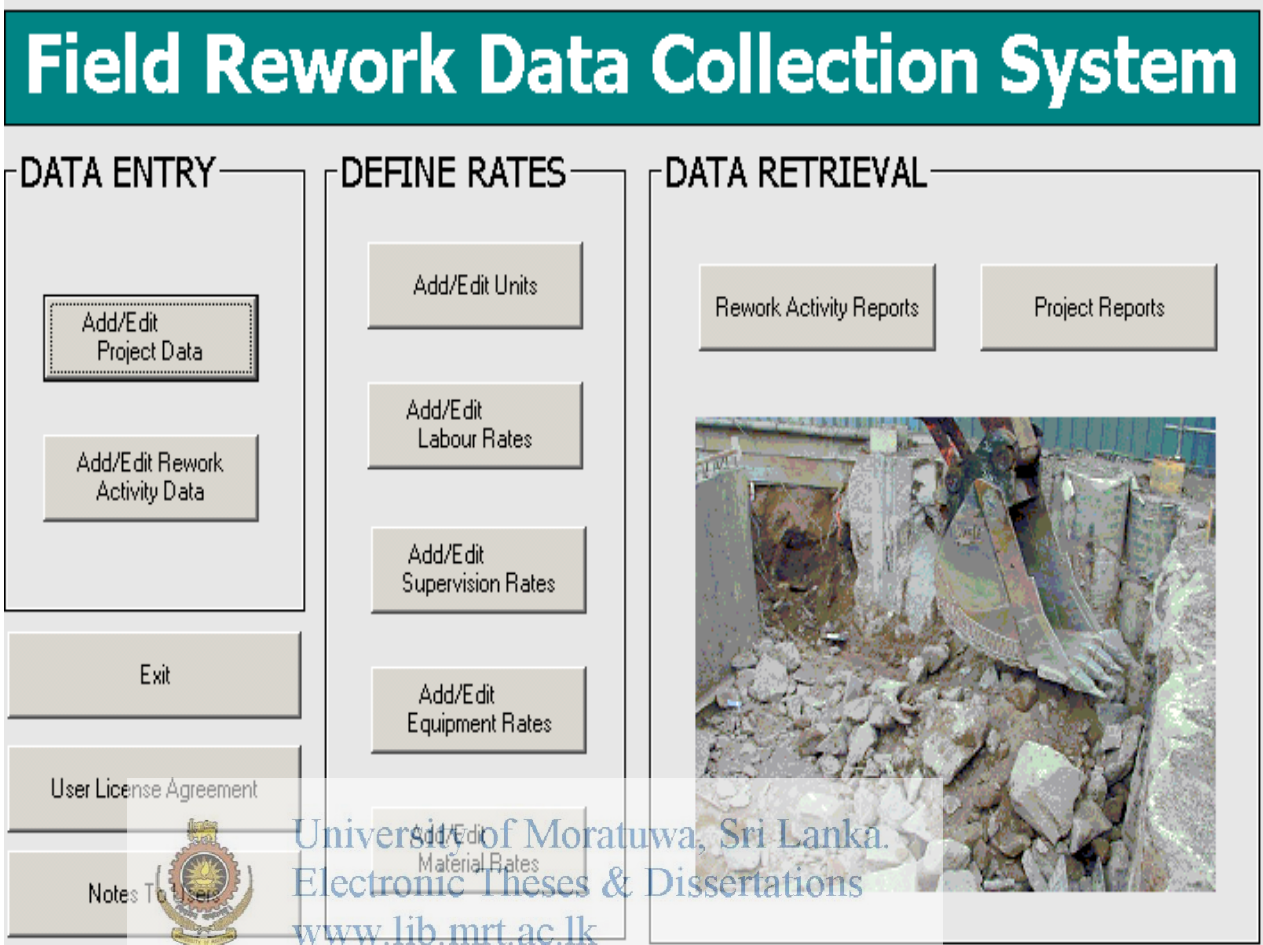 Field Rework Data Collection System
DATA ENTRY
Add/Edit
Project Data
Add/Edit Rework
Activity Data
Exit
User License Agreement
Notes To Users
DEFINE RATES
Add/Edit Units
Add/Edit
Labour Rates
Add/Edit
Supervision Rates
Add/Edit
Equipment Rates
Add/Edit
Material Rates
DATA RETRIEVAL
Rework Activity Reports
Project Reports
University of Moratuwa, Sri Lanka.
Electronic Theses & Dissertations
www.lib.mrt.ac.lk